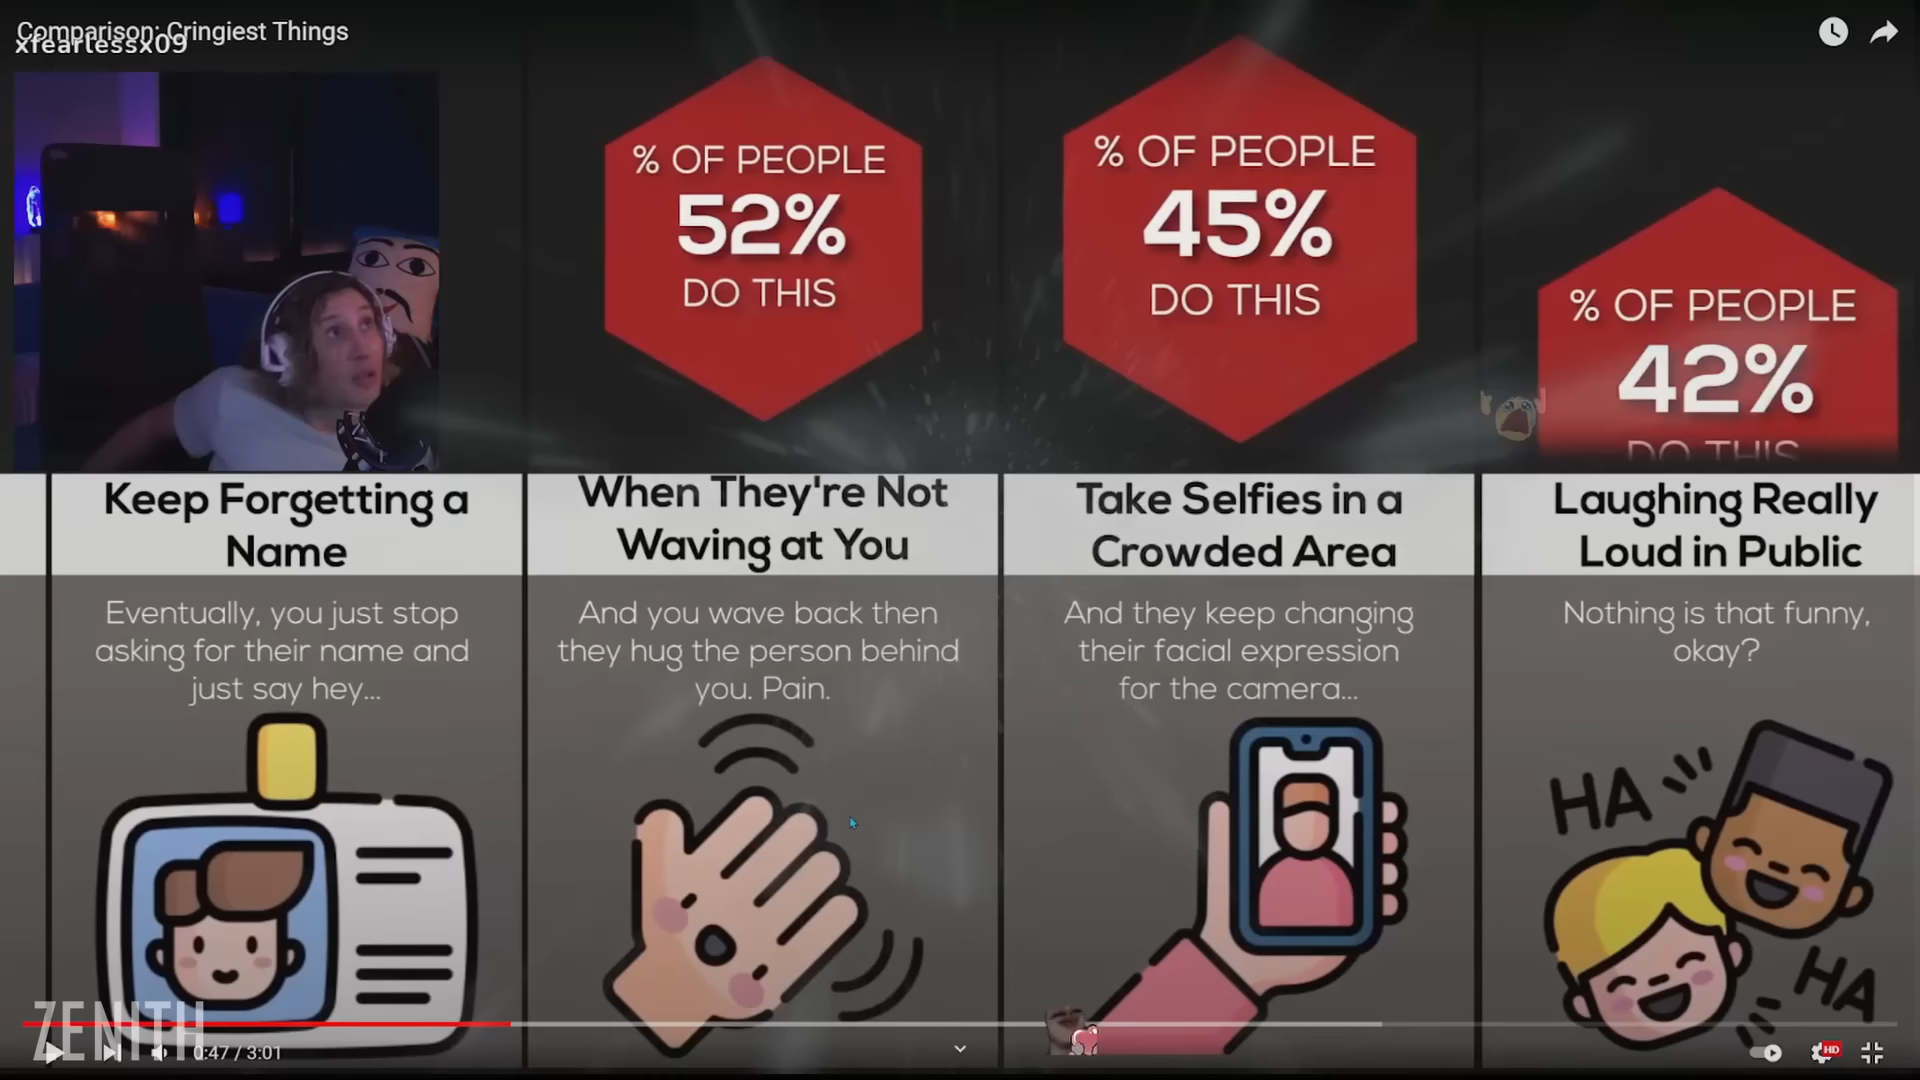 Comparison: Cringiest Things
xfearlessx09
% OF PEOPLE
52%
DO THIS
% OF PEOPLE
45%
DO THIS
% OF PEOPLE
42%
DO THIS
Keep Forgetting a
Name
Eventually, you just stop
asking for their name and
just say hey...
When They're Not
Waving at You
And you wave back then
they hug the person behind
you. Pain.
Take Selfies in a
Crowded Area
And they keep changing
their facial expression
for the camera...
Laughing Really
Loud in Public
Nothing is that funny,
okay?
HA
HA
ZENITH
0:47 / 3:01
HD